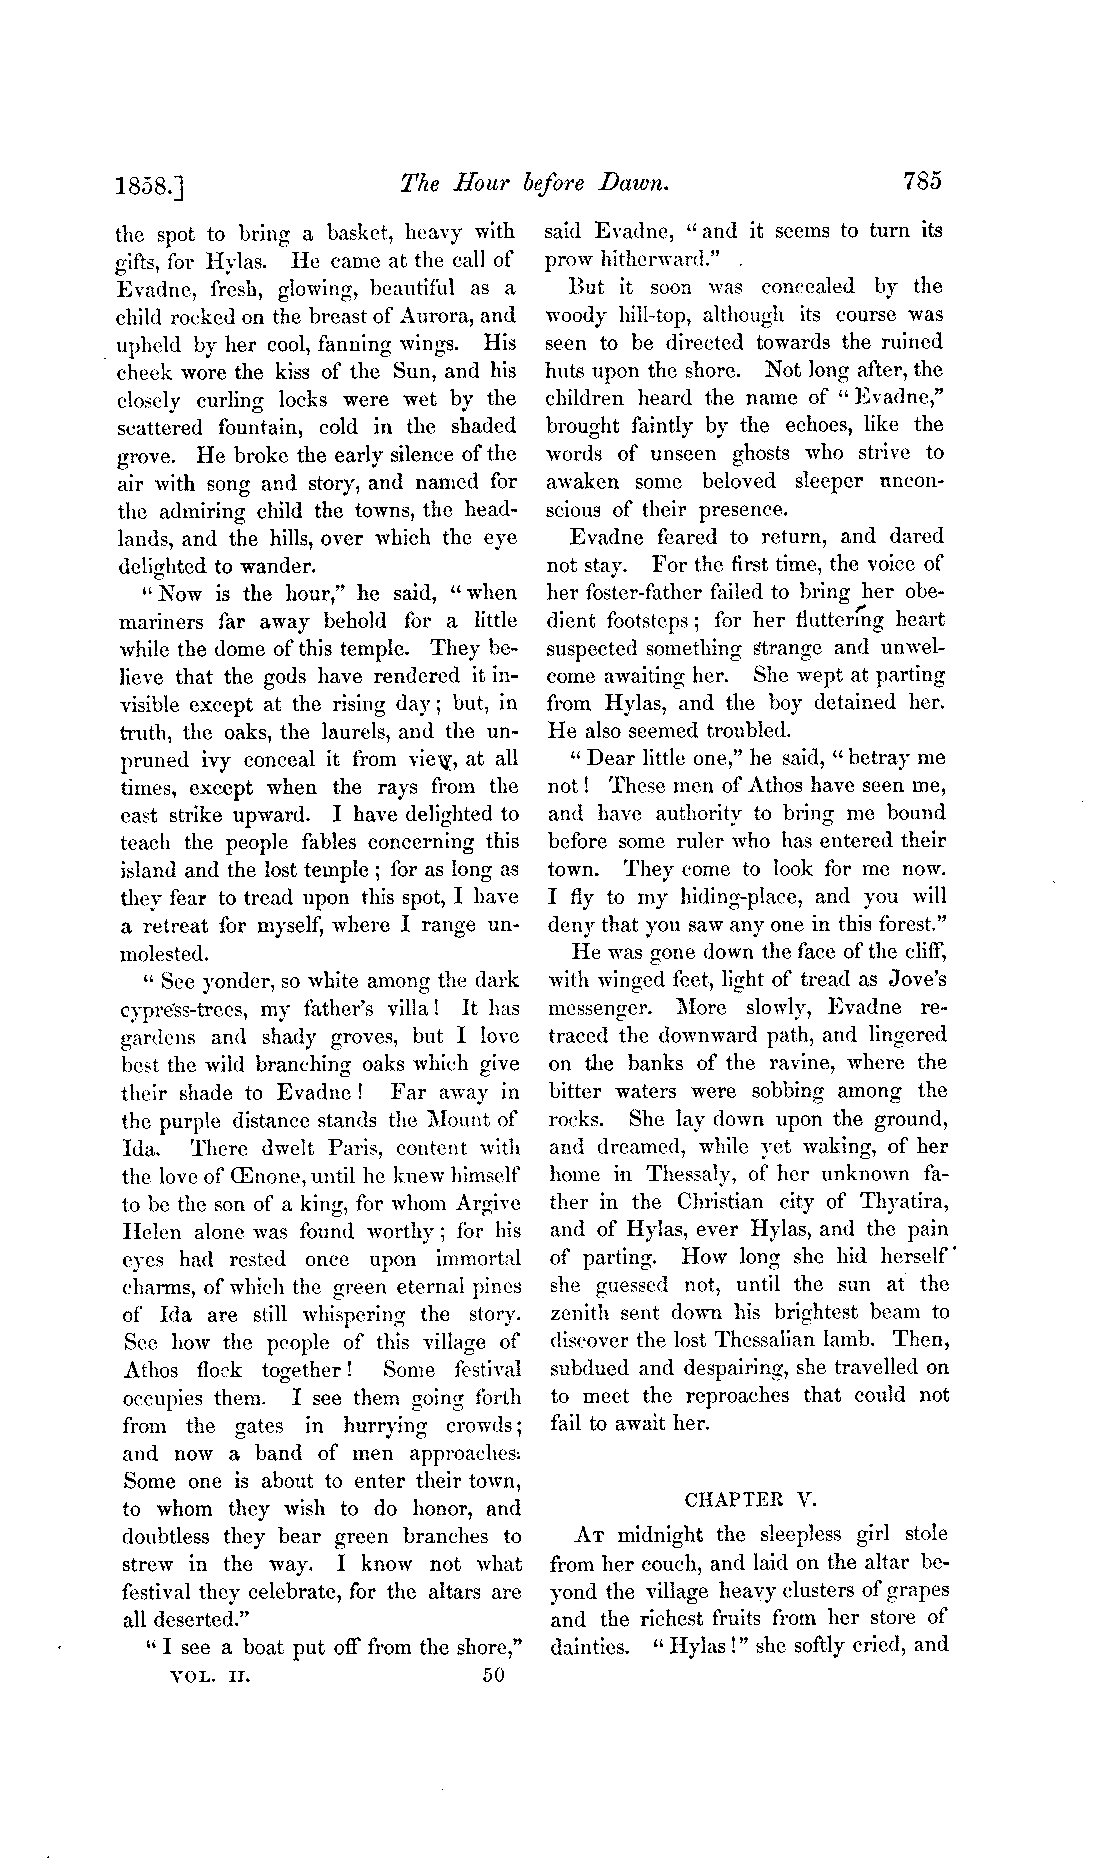 1858.] The Hour before Dawn. 785
the spot to bring a basket, heavy with
gifts, for Hylas. He came at the call of
Evadne, fresh, glowing, beautiful as a
child rocked on the breast of Aurora, and
upheld by her cool, fanning wings. His
cheek wore the kiss of the Sun, and his
closely curling locks were wet by the
scattered fountain, cold in the shaded
grove. He broke the early silence of the
air with song and story, and named for
the admiring child the towns, the head-
lands, and the hills, over which the eye
delighted to wander.
"Now is the hour," he said, "when
mariners far away behold for a little
while the dome of this temple. They be-
lieve that the gods have rendered it in-
visible except at the rising day; but, in
truth, the oaks, the laurels, and the un-
pruned ivy conceal it from view, at all
times, except when the rays from the
east strike upward. I have delighted to
teach the people fables concerning this
island and the lost temple; for as long as
they fear to tread upon this spot, I have
a retreat for myself, where I range un-
molested.
"See yonder, so white among the dark
cypress-trees, my father's villa! It has
gardens and shady groves, but I love
best the wild branching oaks which give
their shade to Evadne! Far away in
the purple distance stands the Mount of
Ida. There dwelt Paris, content with
the love of Œnone, until he knew himself
to be the son of a king, for whom Argive
Helen alone was found worthy; for his
eyes had rested once upon immortal
charms, of which the green eternal pines
of Ida are still whispering the story.
See how the people of this village of
Athos flock together! Some festival
occupies them. I see them going forth
from the gates in hurrying crowds;
and now a band of men approaches.
Some one is about to enter their town,
to whom they wish to do honor, and
doubtless they bear green branches to
strew in the way. I know not what
festival they celebrate, for the altars are
all deserted."
"I see a boat put off from the shore,"
VOL. II. 50
said Evadne, "and it seems to turn its
prow hitherward."
But it soon was concealed by the
woody hill-top, although its course was
seen to be directed towards the ruined
huts upon the shore. Not long after, the
children heard the name of "Evadne,"
brought faintly by the echoes, like the
words of unseen ghosts who strive to
awaken some beloved sleeper uncon-
scious of their presence.
Evadne feared to return, and dared
not stay. For the first time, the voice of
her foster-father failed to bring her obe-
dient footsteps; for her fluttering heart
suspected something strange and unwel-
come awaiting her. She wept at parting
from Hylas, and the boy detained her.
He also seemed troubled.
"Dear little one," he said, "betray me
not! These men of Athos have seen me,
and have authority to bring me bound
before some ruler who has entered their
town. They come to look for me now.
I fly to my hiding-place, and you will
deny that you saw any one in this forest."
He was gone down the face of the cliff,
with winged feet, light of tread as Jove's
messenger. More slowly, Evadne re-
traced the downward path, and lingered
on the banks of the ravine, where the
bitter waters were sobbing among the
rocks. She lay down upon the ground,
and dreamed, while yet waking, of her
home in Thessaly, of her unknown fa-
ther in the Christian city of Thyatira,
and of Hylas, ever Hylas, and the pain
of parting. How long she hid herself
she guessed not, until the sun at the
zenith sent down his brightest beam to
discover the lost Thessalian lamb. Then,
subdued and despairing, she travelled on
to meet the reproaches that could not
fail to await her.
CHAPTER V.
AT midnight the sleepless girl stole
from her couch, and laid on the altar be-
yond the village heavy clusters of grapes
and the richest fruits from her store of
dainties. "Hylas!" she softly cried, and